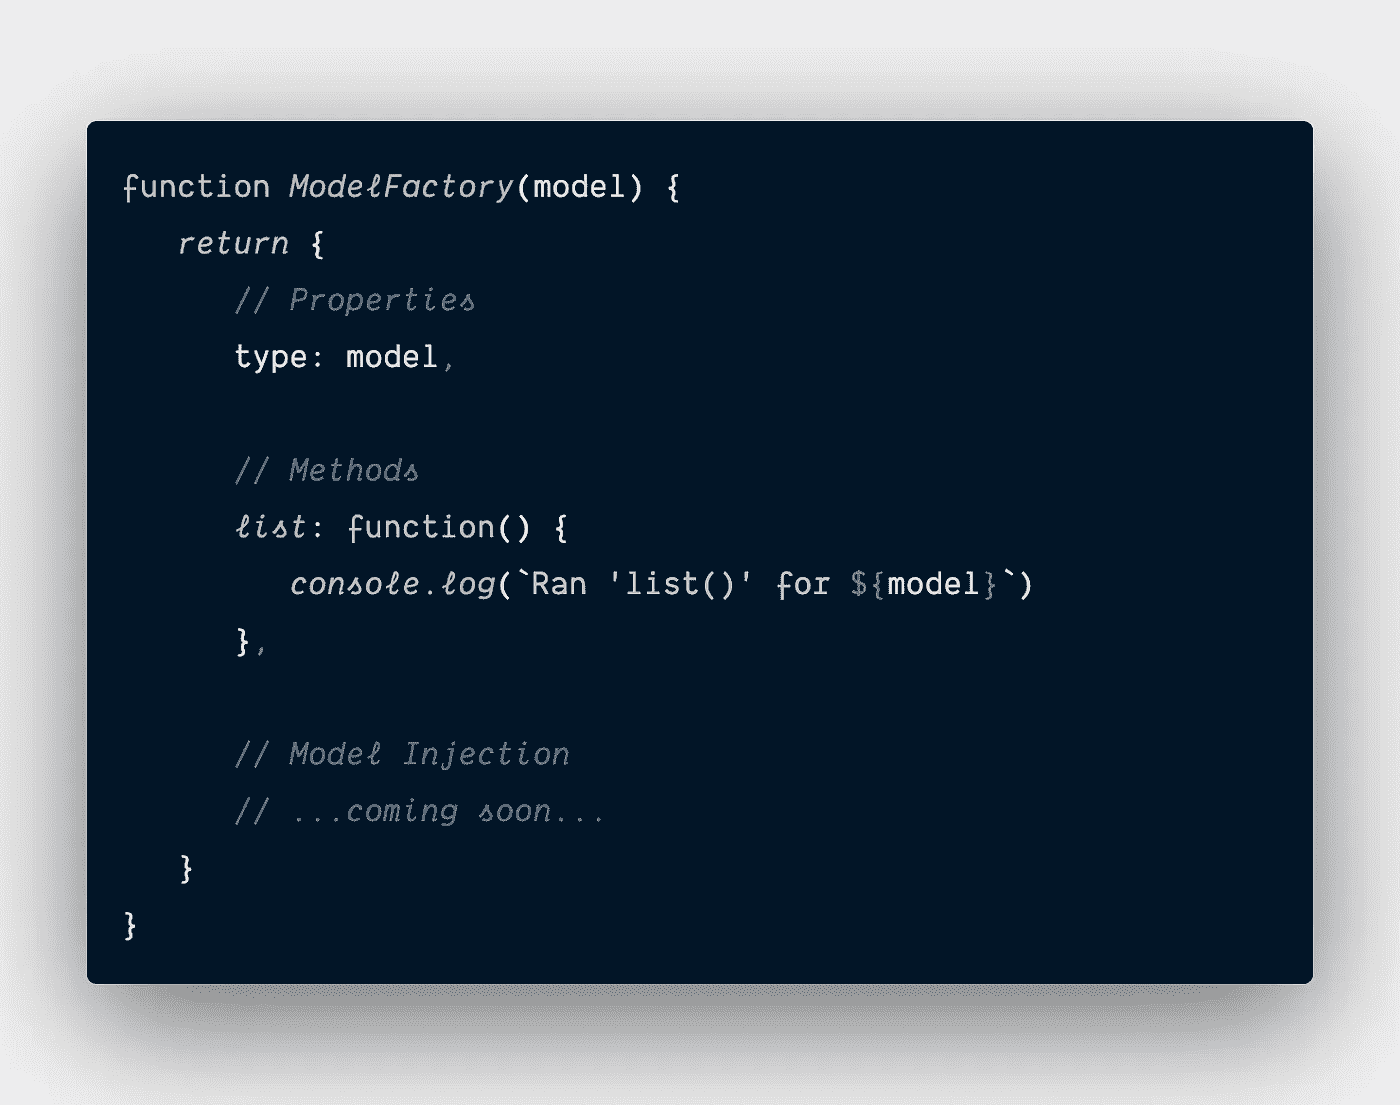 function ModelFactory(model) {
return {
// Properties
type: model,
// Methods
list: function() {
console.log(`Ran 'list()' for ${model}`)
},
// Model Injection
// ...coming soon...
}
}